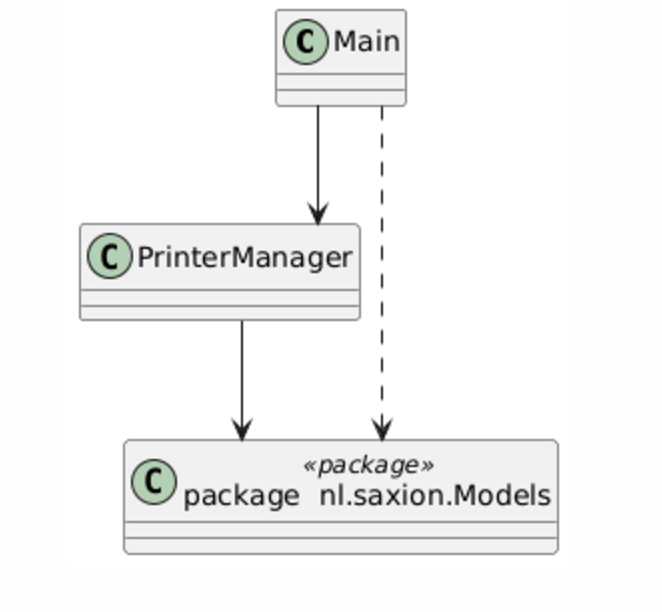 C Main
C PrinterManager
«package»
C package nl.saxion.Models